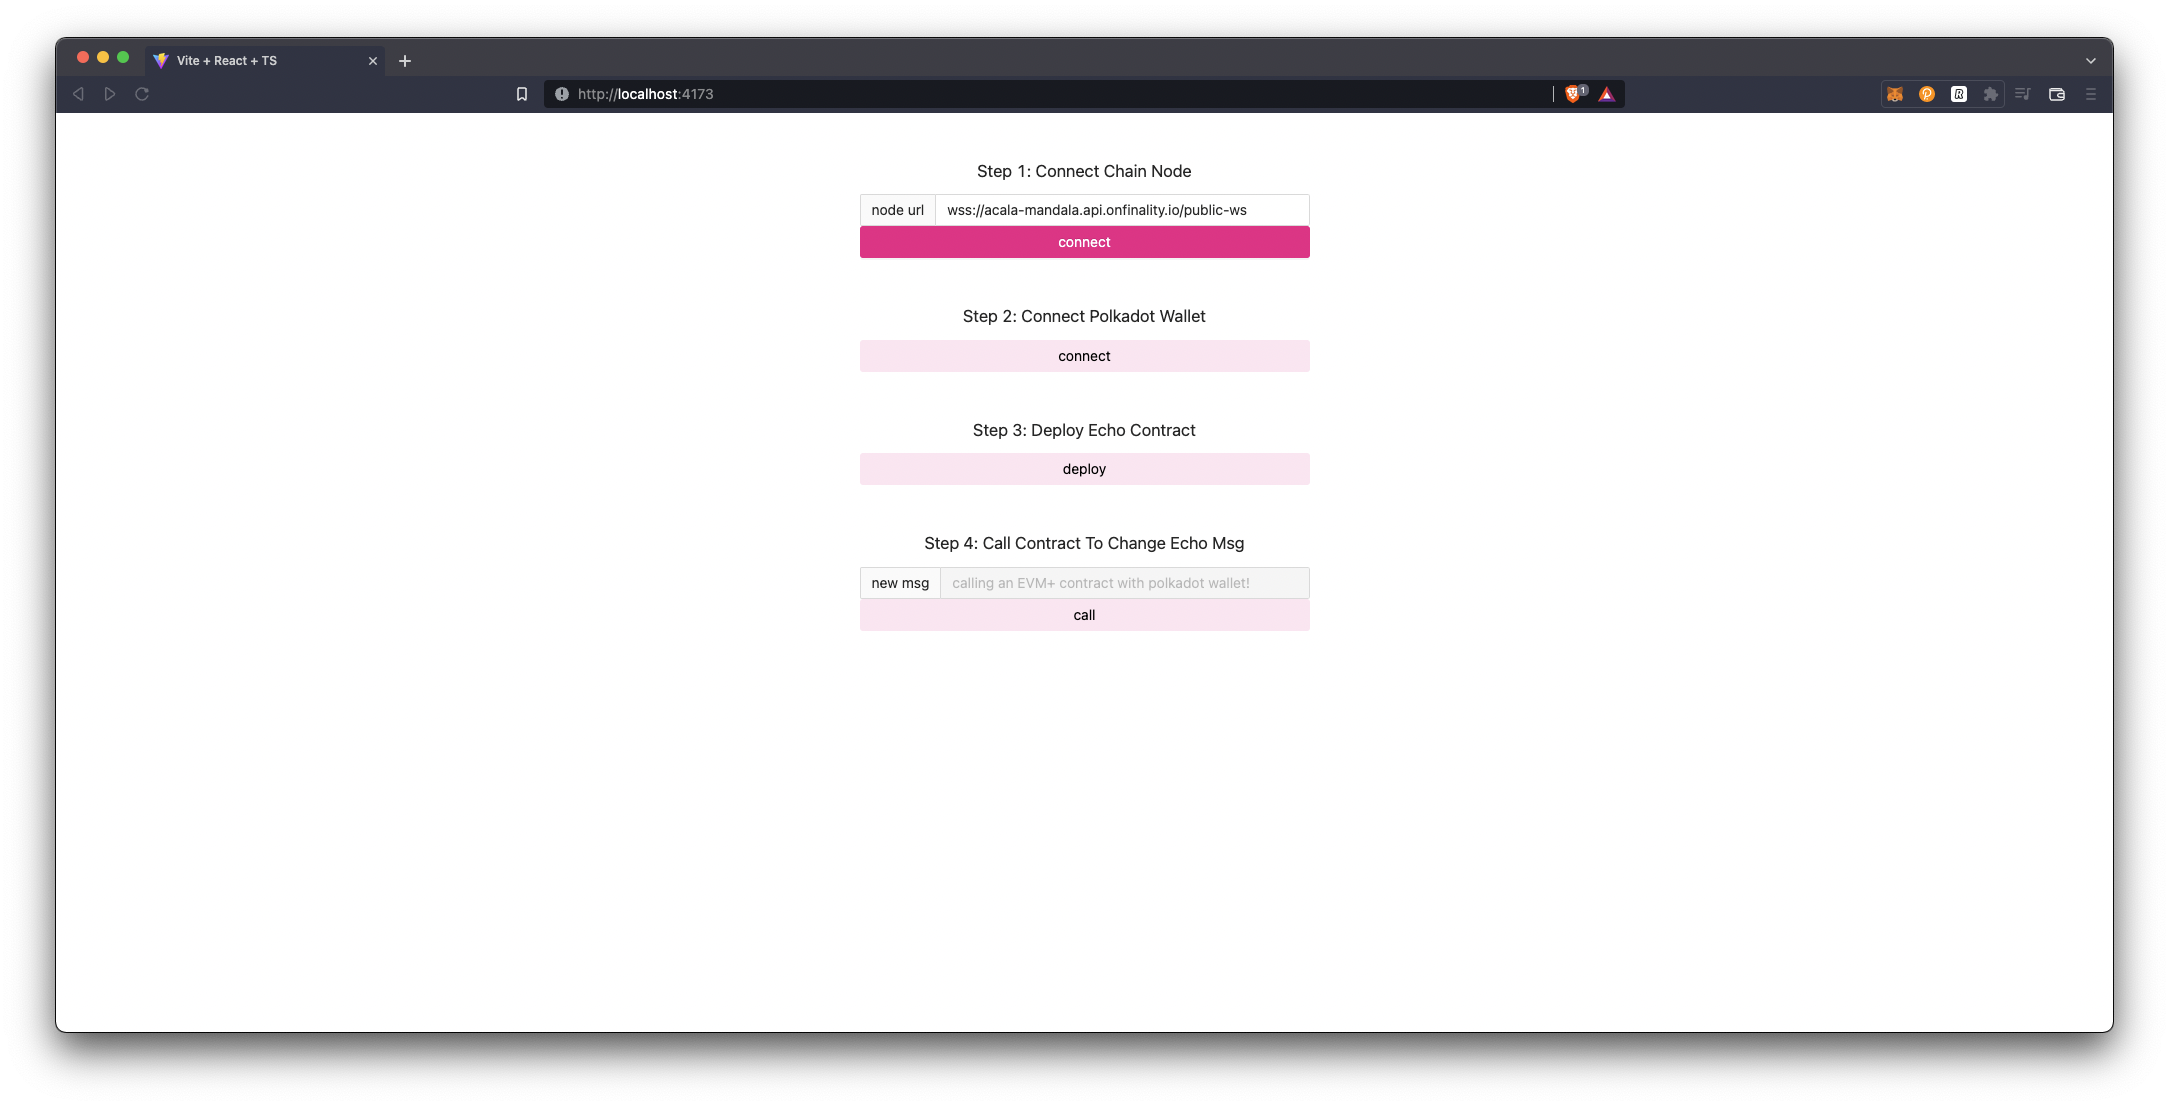 Vite + React + TS
http://localhost:4173
1
Step 1: Connect Chain Node
node url wss://acala-mandala.api.onfinality.io/public-ws
connect
Step 2: Connect Polkadot Wallet
connect
Step 3: Deploy Echo Contract
deploy
Step 4: Call Contract To Change Echo Msg
new msg calling an EVM+ contract with polkadot wallet!
call